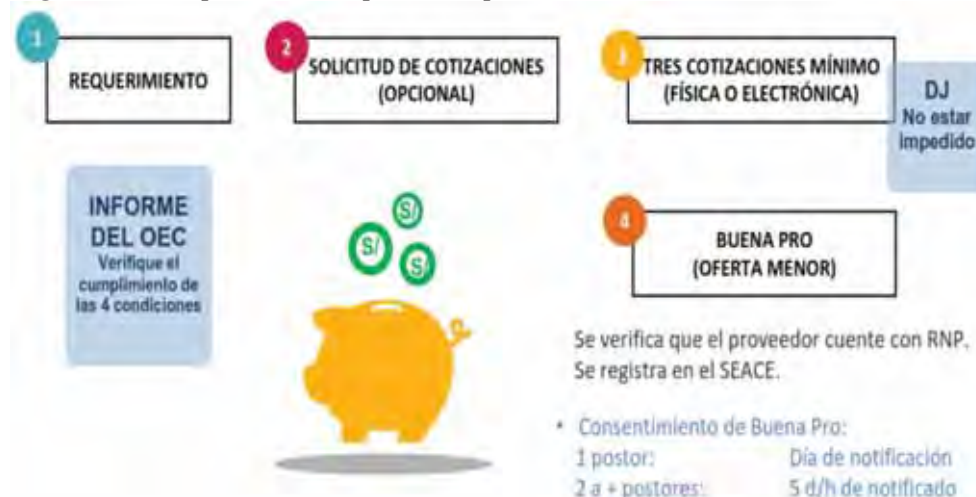 1
REQUERIMIENTO
INFORME
DEL OEC
Verifique el
cumplimiento de
las 4 condiciones
2
SOLICITUD DE COTIZACIONES
(OPCIONAL)
S/
S/
S/
3
TRES COTIZACIONES MÍNIMO
(FÍSICA O ELECTRÓNICA)
DJ
No estar
impedido
4
BUENA PRO
(OFERTA MENOR)
Se verifica que el proveedor cuente con RNP.
Se registra en el SEACE.
• Consentimiento de Buena Pro:
1 postor: Día de notificación
2 a + postores: 5 d/h de notificado